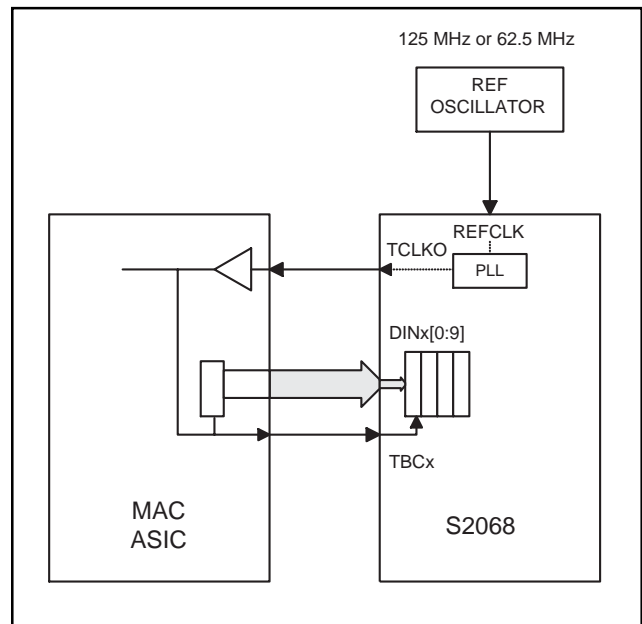 125 MHz or 62.5 MHz
REF
OSCILLATOR
REFCLK
TCLKO
PLL
DINx[0:9]
TBCx
MAC
ASIC
S2068